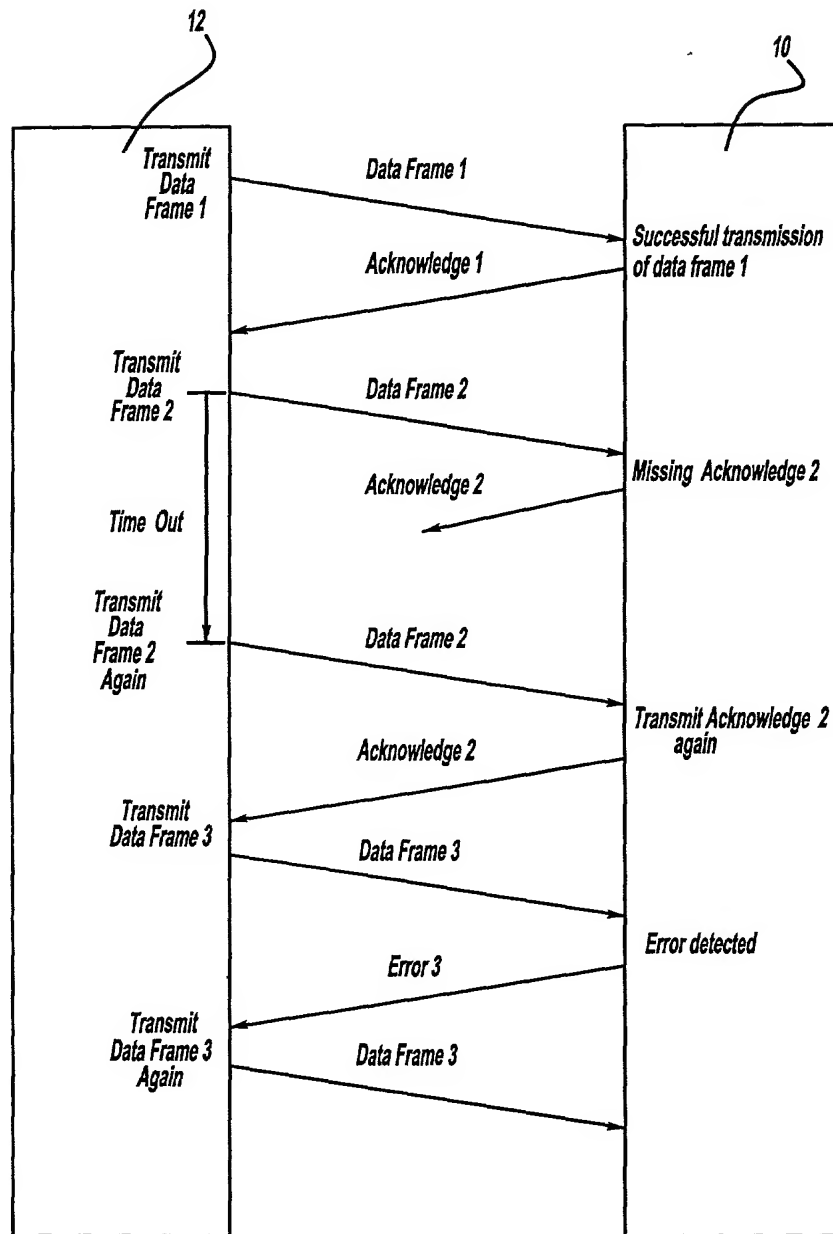 12
10
Transmit
Data
Frame 1
Data Frame 1
Successful transmission
of data frame 1
Acknowledge 1
Transmit
Data
Frame 2
Data Frame 2
Missing Acknowledge 2
Acknowledge 2
Time Out
Transmit
Data
Frame 2
Again
Data Frame 2
Transmit Acknowledge 2
again
Acknowledge 2
Transmit
Data Frame 3
Data Frame 3
Error detected
Error 3
Transmit
Data Frame 3
Again
Data Frame 3